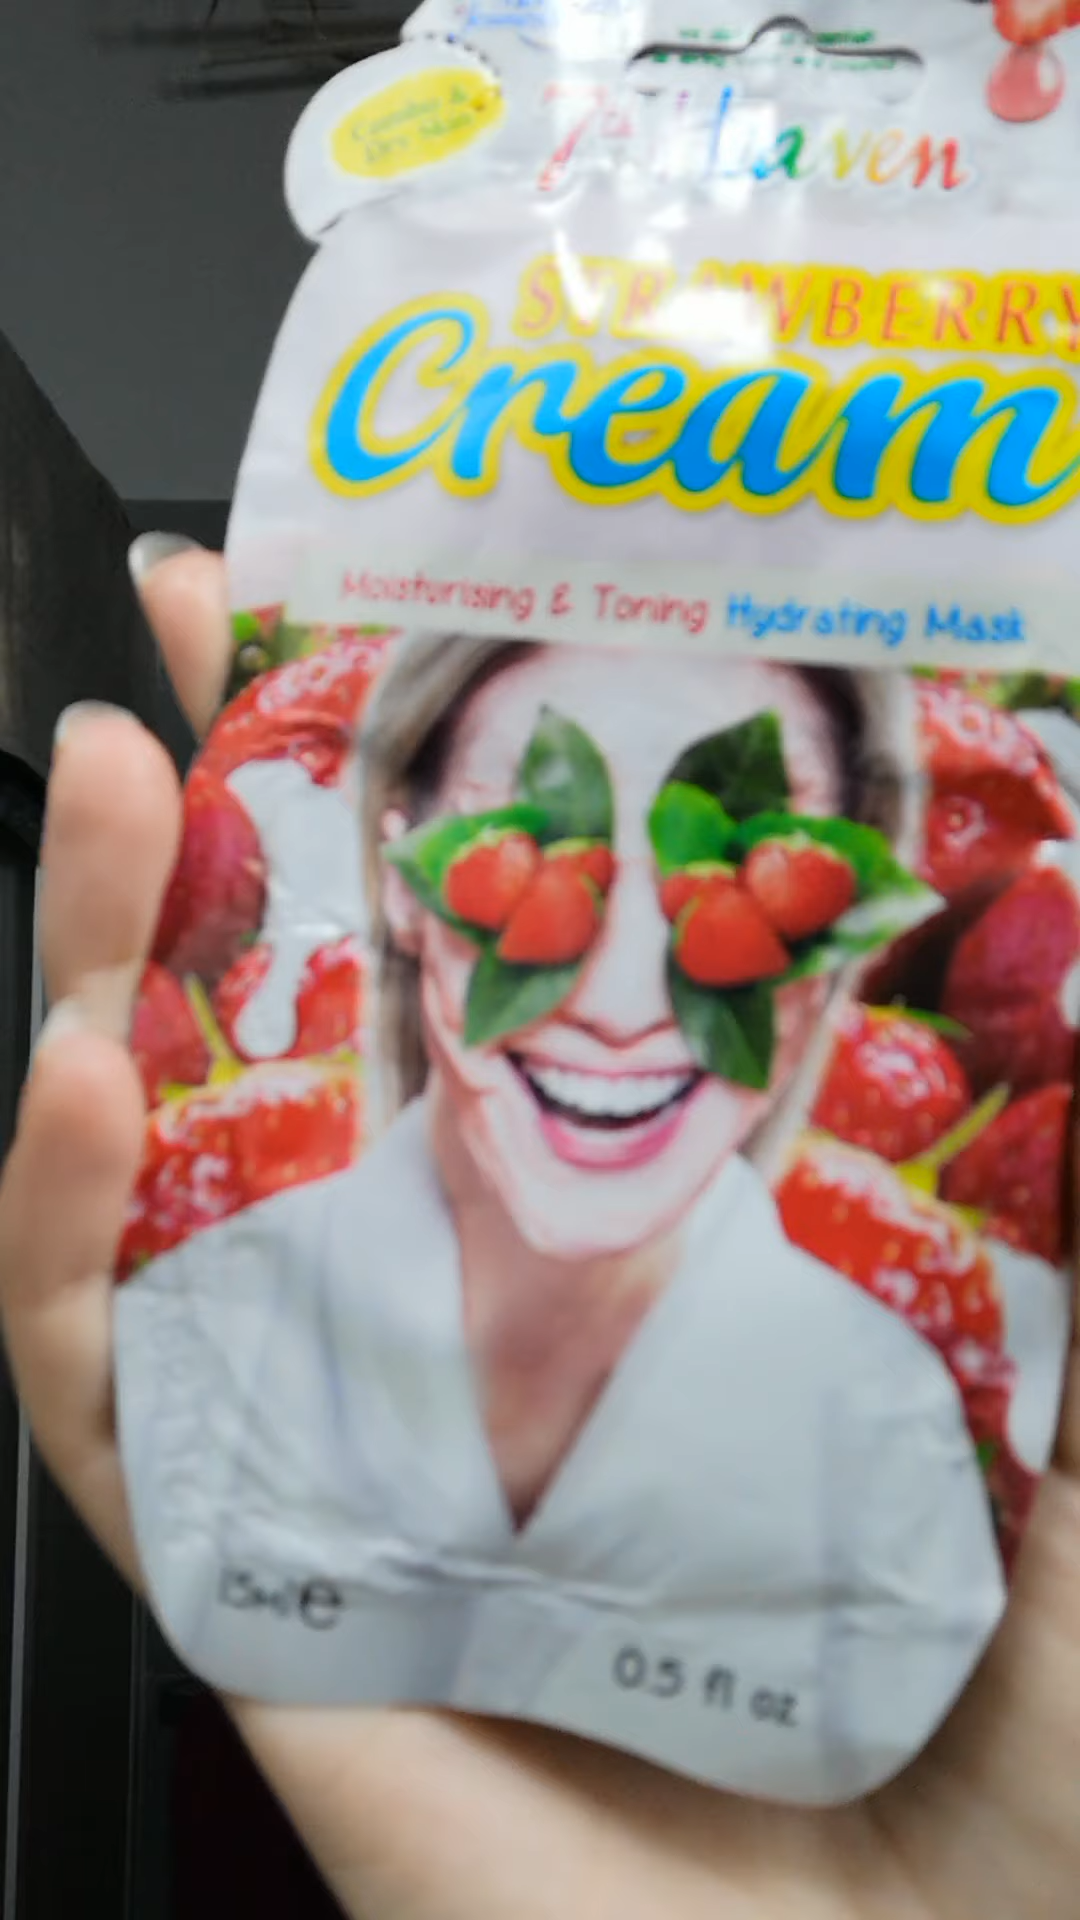 7th Heaven
STRAWBERRY
Cream
Moisturising & Toning Hydrating Mask
15ml e
0.5 fl oz